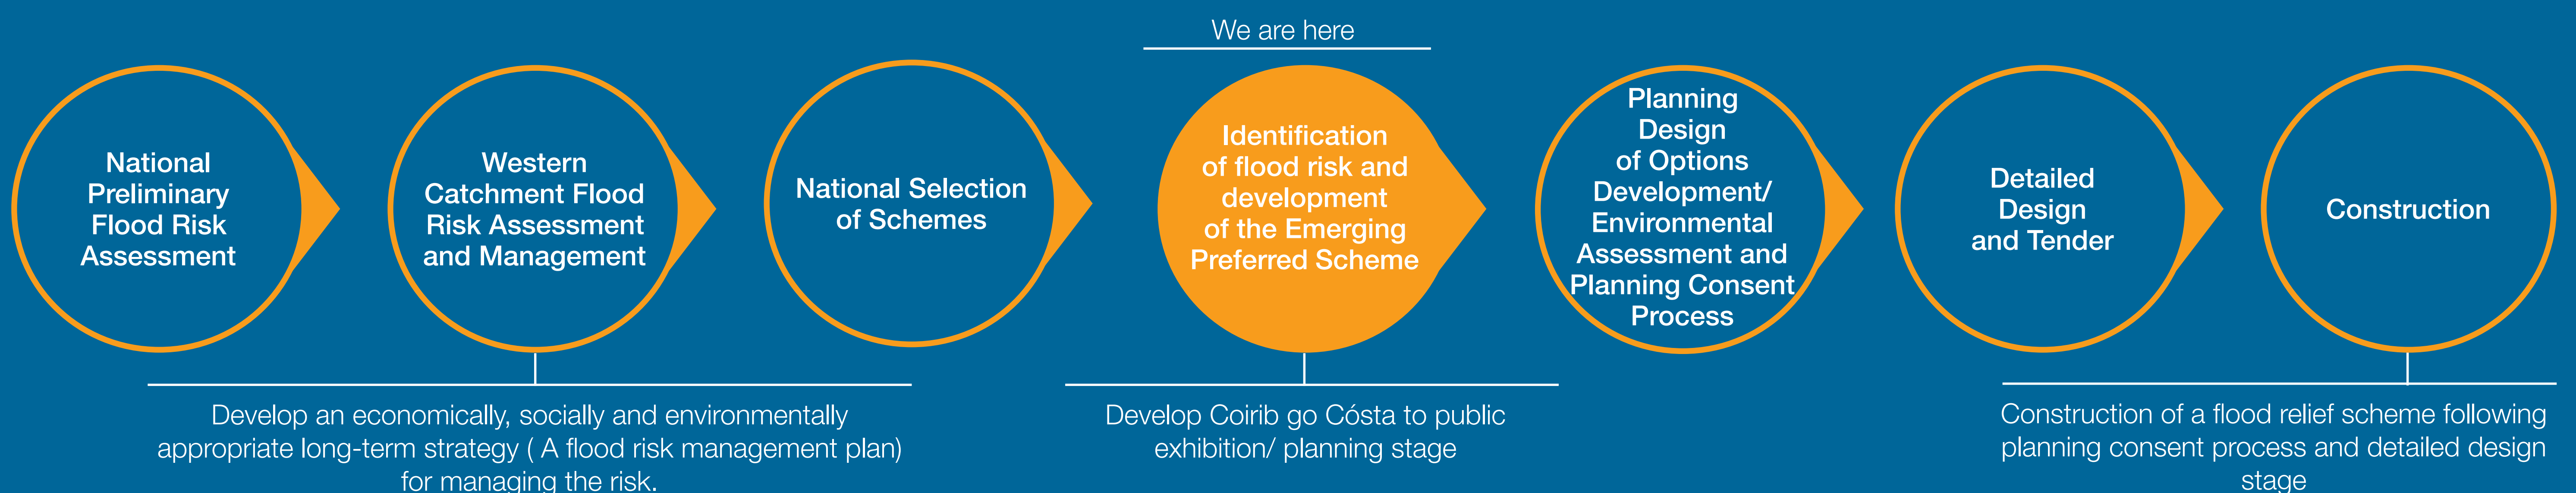 We are here
National
Preliminary
Flood Risk
Assessment
Western
Catchment Flood
Risk Assessment
and Management
National Selection
of Schemes
Identification
of flood risk and
development
of the Emerging
Preferred Scheme
Planning
Design
of Options
Development/
Environmental
Assessment and
Planning Consent
Process
Detailed
Design
and Tender
Construction
Develop an economically, socially and environmentally
appropriate long-term strategy ( A flood risk management plan)
for managing the risk.
Develop Coirib go Cósta to public
exhibition/ planning stage
Construction of a flood relief scheme following
planning consent process and detailed design
stage